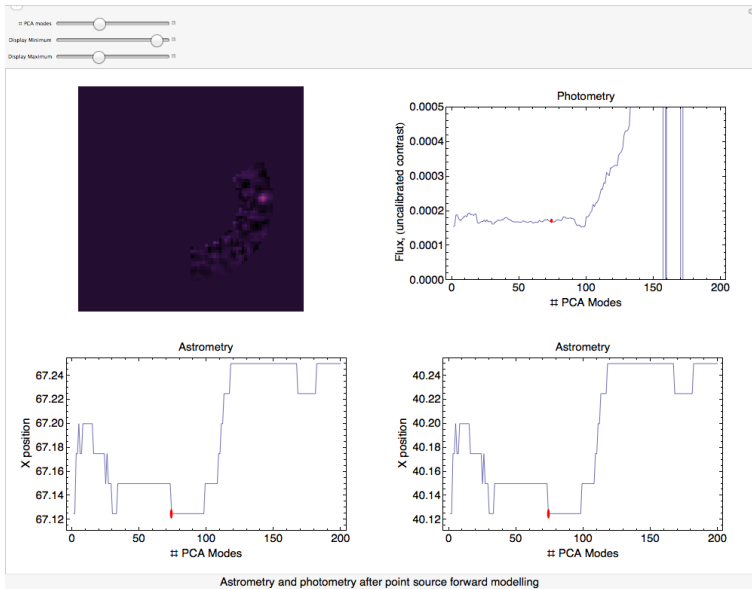 # PCA modes
Display Minimum
Display Maximum
Photometry
Flux, (uncalibrated contrast)
0.0005
0.0004
0.0003
0.0002
0.0001
0.0000
0 50 100 150 200
# PCA Modes
Astrometry
X position
67.24
67.22
67.20
67.18
67.16
67.14
67.12
0 50 100 150 200
# PCA Modes
Astrometry
X position
40.24
40.22
40.20
40.18
40.16
40.14
40.12
0 50 100 150 200
# PCA Modes
Astrometry and photometry after point source forward modelling